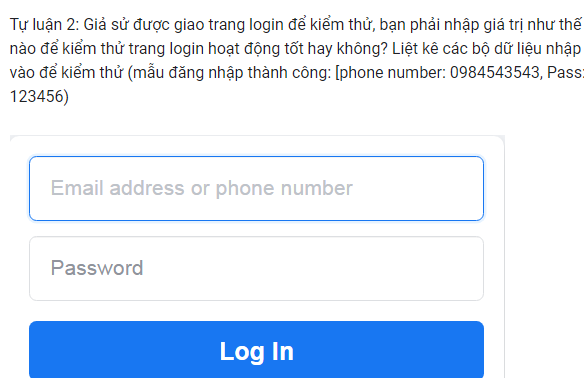 Tự luận 2: Giả sử được giao trang login để kiểm thử, bạn phải nhập giá trị như thế
nào để kiểm thử trang login hoạt động tốt hay không? Liệt kê các bộ dữ liệu nhập
vào để kiểm thử (mẫu đăng nhập thành công: [phone number: 0984543543, Pass:
123456)
Email address or phone number
Password
Log In